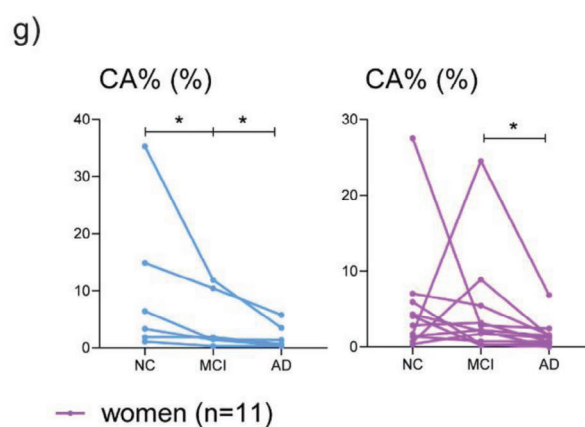 g)
CA% (%)
CA% (%)
40
30
20
10
0
* *
NC MCI AD
30
20
10
0
*
NC MCI AD
women (n=11)